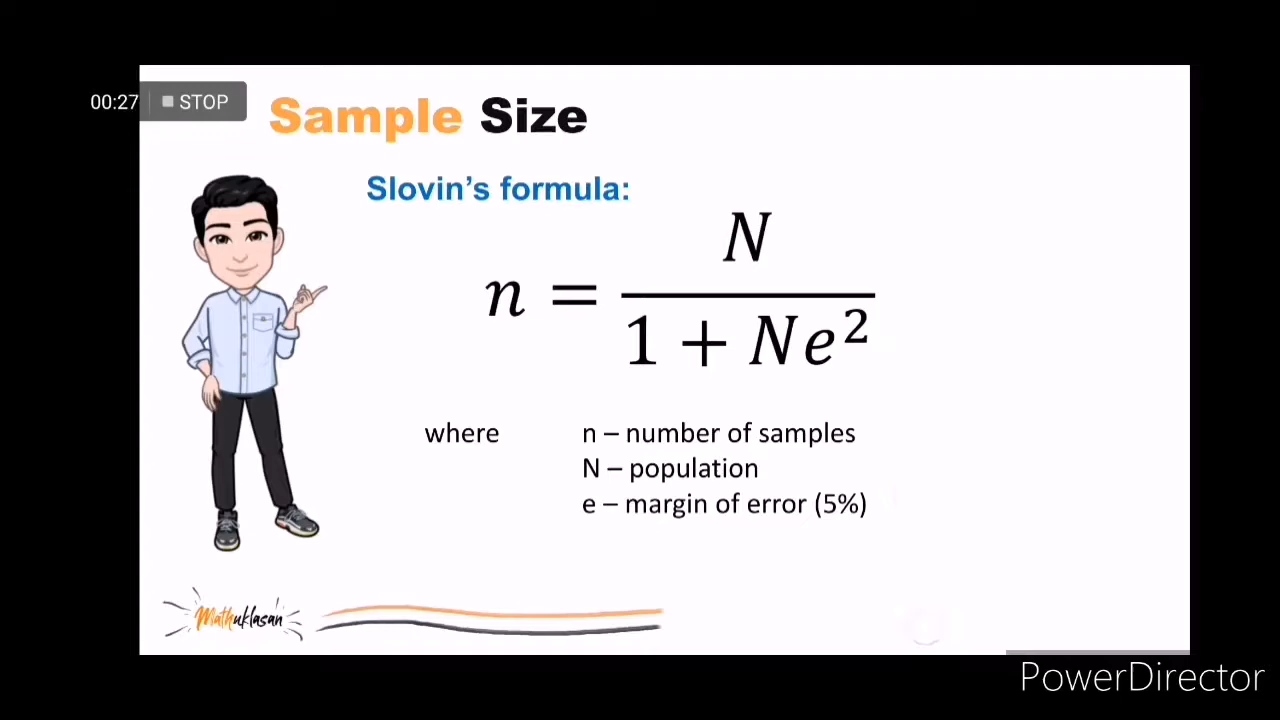 00:27 STOP
Sample Size
Slovin's formula:
n = N / (1 + Ne²)
where n – number of samples
N – population
e – margin of error (5%)
Mathuklasan
PowerDirector